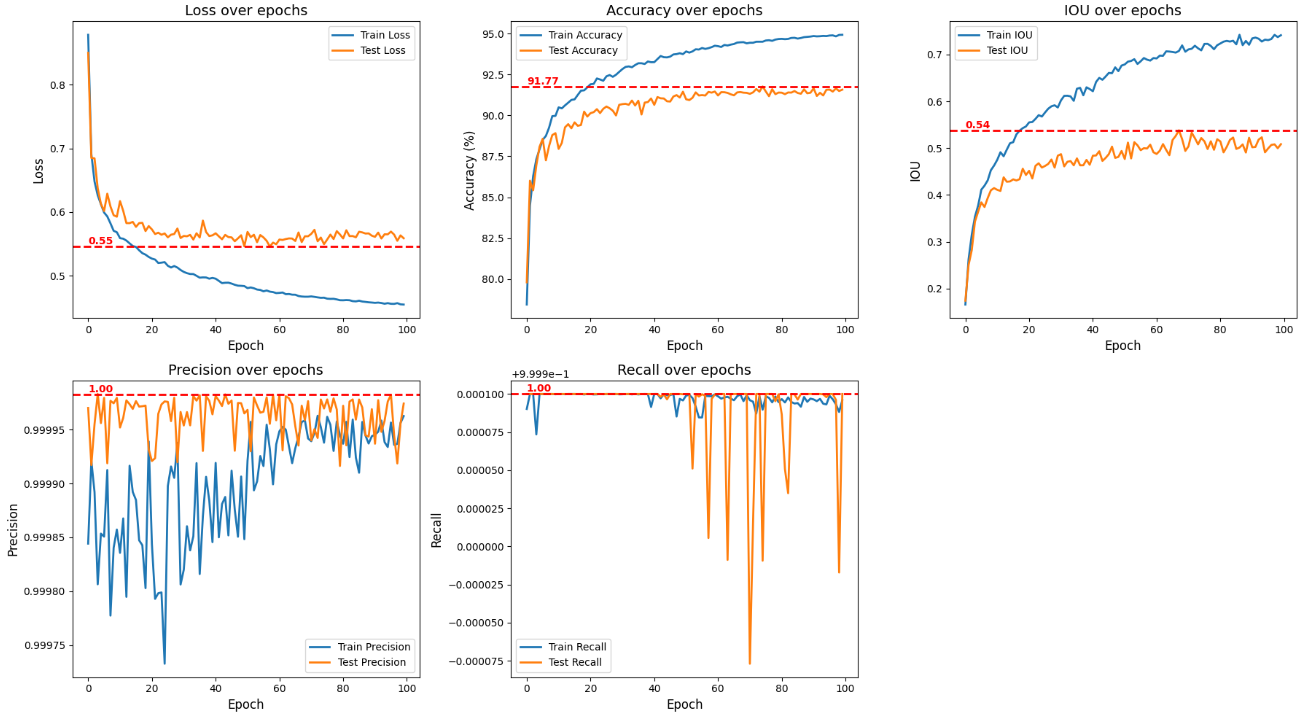 Loss over epochs
Loss
0.8
0.7
0.6
0.5
0.55
Train Loss
Test Loss
0 20 40 60 80 100
Epoch
Accuracy over epochs
Accuracy (%)
95.0
92.5
90.0
87.5
85.0
82.5
80.0
91.77
Train Accuracy
Test Accuracy
0 20 40 60 80 100
Epoch
IOU over epochs
IOU
0.7
0.6
0.5
0.4
0.3
0.2
0.54
Train IOU
Test IOU
0 20 40 60 80 100
Epoch
Precision over epochs
Precision
0.99995
0.99990
0.99985
0.99980
0.99975
1.00
Train Precision
Test Precision
0 20 40 60 80 100
Epoch
Recall over epochs
+9.999e−1
Recall
0.000100
0.000075
0.000050
0.000025
0.000000
−0.000025
−0.000050
−0.000075
1.00
Train Recall
Test Recall
0 20 40 60 80 100
Epoch